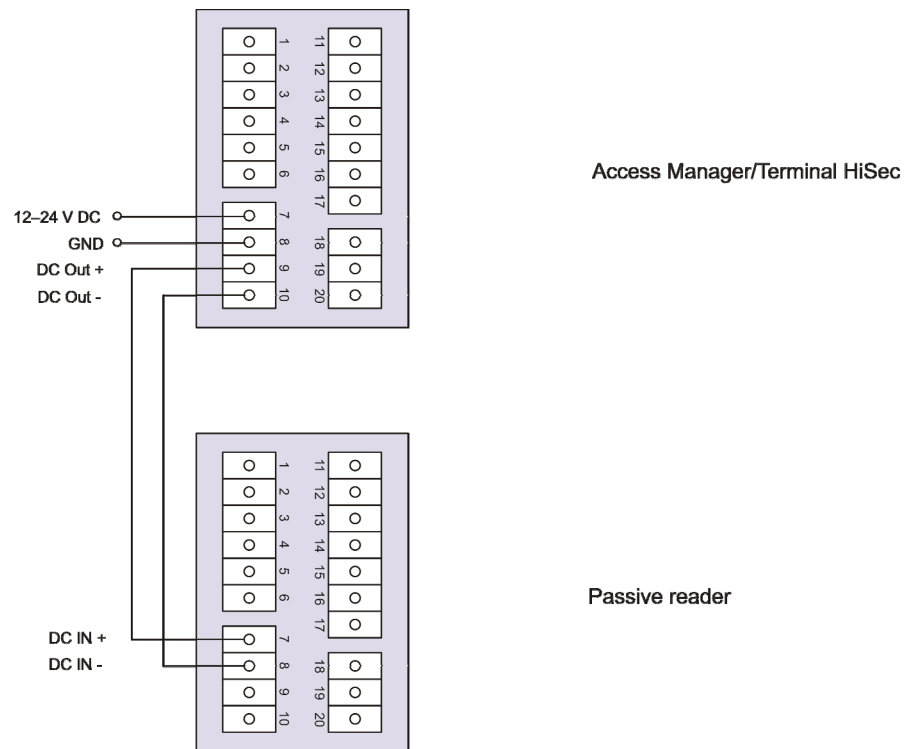 1 11
2 12
3 13
4 14
5 15
6 16
17
12–24 V DC 7
GND 8 18
DC Out + 9 19
DC Out - 10 20
Access Manager/Terminal HiSec
1 11
2 12
3 13
4 14
5 15
6 16
17
DC IN + 7
DC IN - 8 18
9 19
10 20
Passive reader